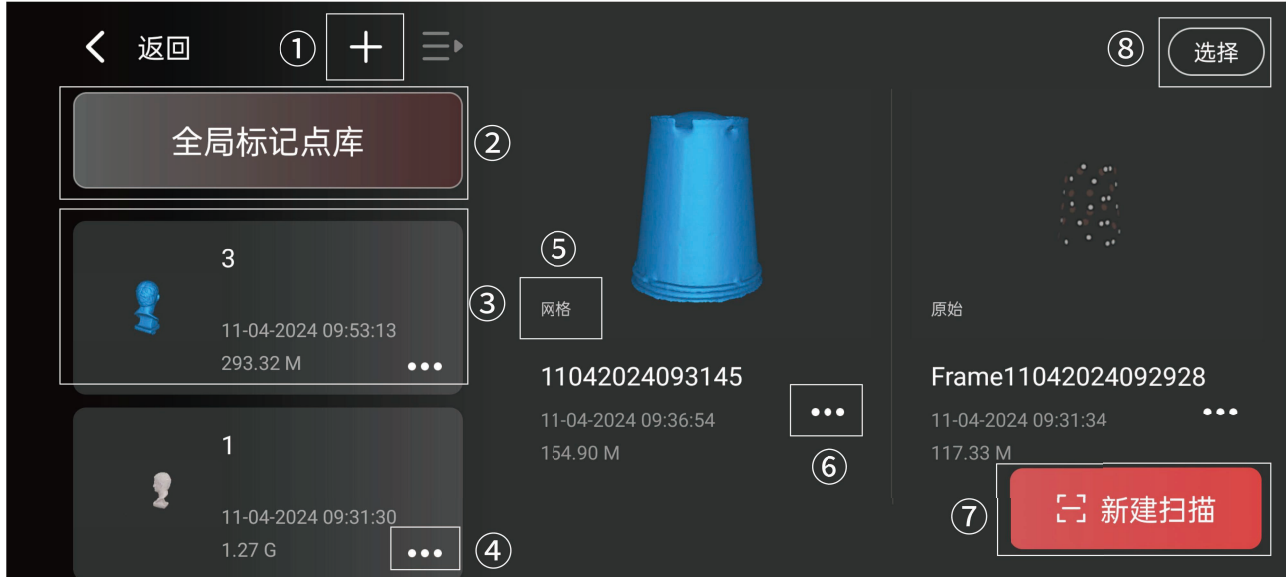 返回
①
⑧
选择
全局标记点库
②
3
11-04-2024 09:53:13
293.32 M
③
1
11-04-2024 09:31:30
1.27 G
④
⑤
网格
11042024093145
11-04-2024 09:36:54
154.90 M
⑥
原始
Frame11042024092928
11-04-2024 09:31:34
117.33 M
⑦
新建扫描